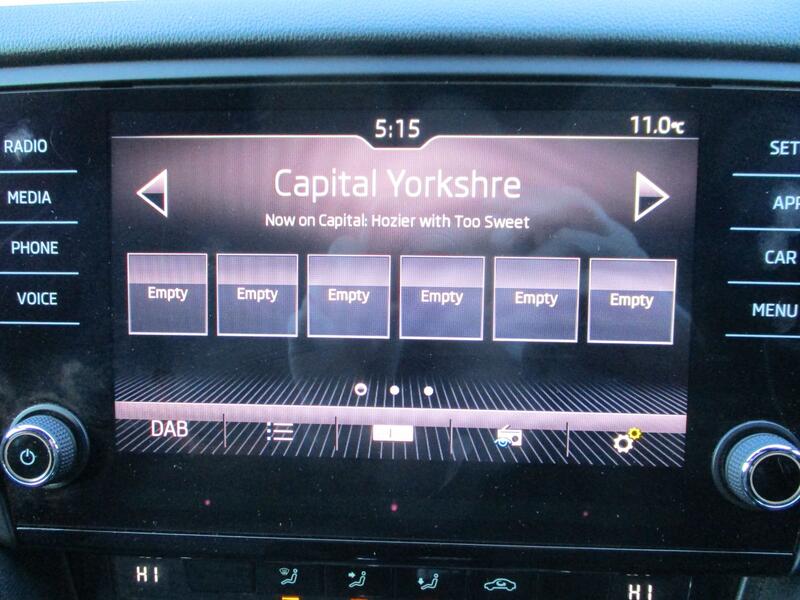 5:15
11.0°C
RADIO
MEDIA
PHONE
VOICE
Capital Yorkshre
Now on Capital: Hozier with Too Sweet
Empty Empty Empty Empty Empty Empty
DAB
SET
APP
CAR
MENU
HI
HI